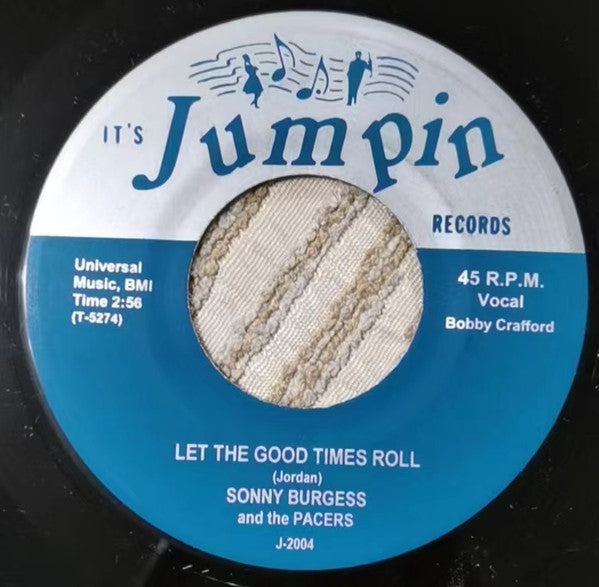 IT'S Jumpin
RECORDS
Universal
Music, BMI
Time 2:56
(T-5274)
45 R.P.M.
Vocal
Bobby Crafford
LET THE GOOD TIMES ROLL
(Jordan)
SONNY BURGESS
and the PACERS
J-2004